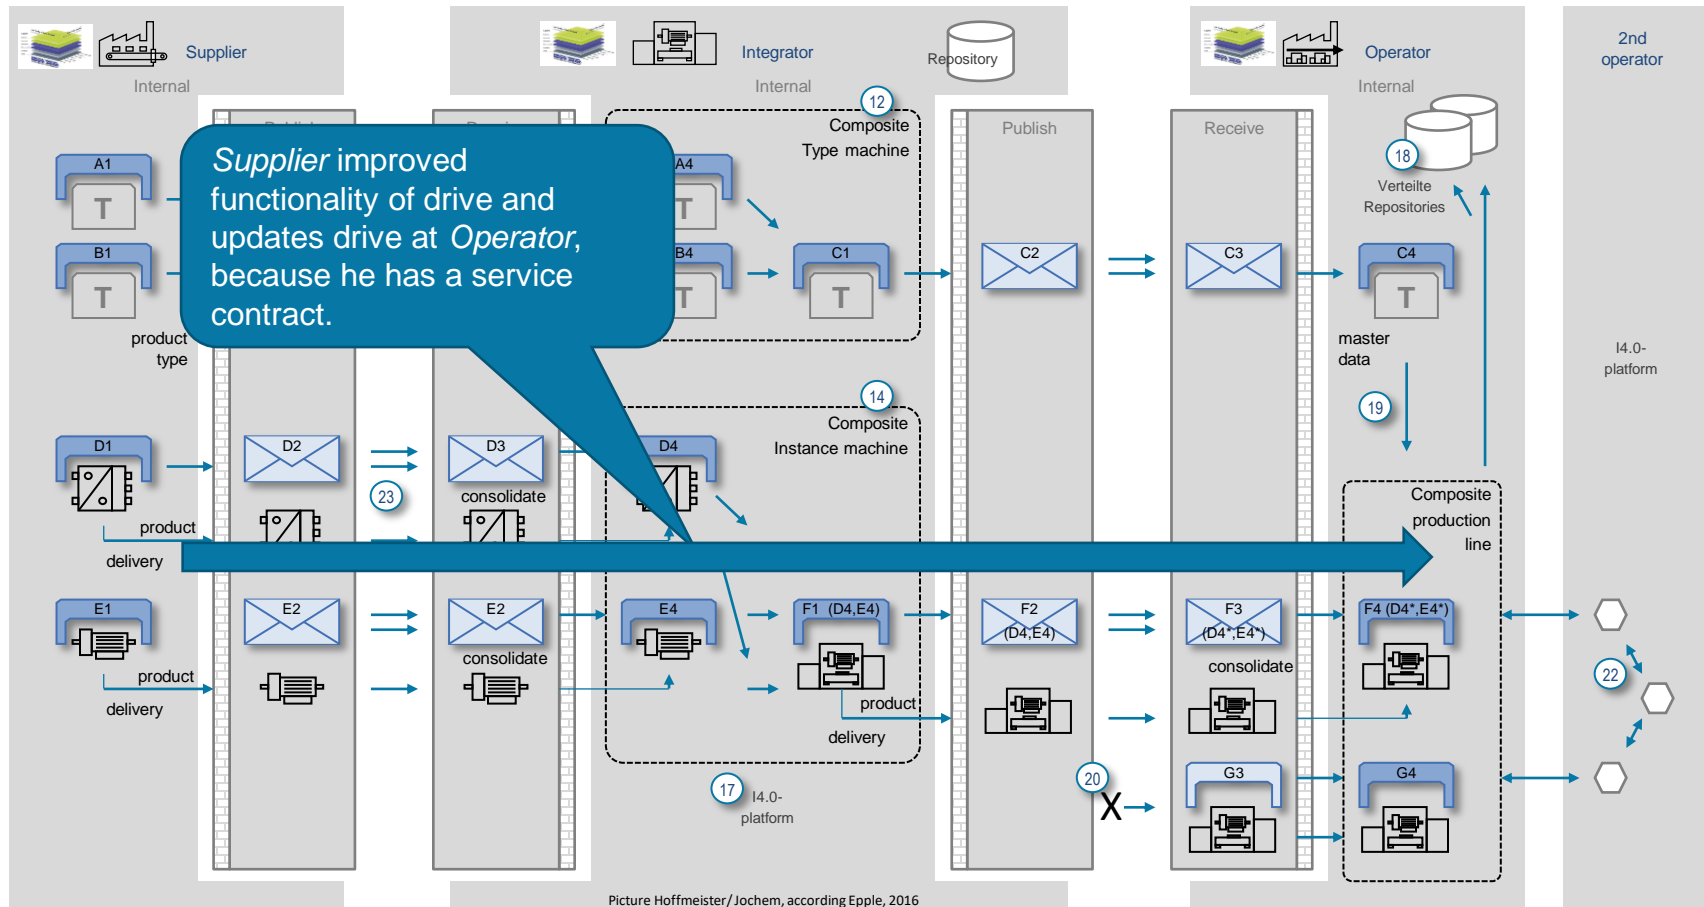 Supplier
Integrator
Repository
Operator
2nd
operator
Internal
Internal
Internal
12
Composite
Type machine
Publish
Receive
18
Verteilte
Repositories
Supplier improved
functionality of drive and
updates drive at Operator,
because he has a service
contract.
A1
T
A4
T
B1
T
B4
T
C1
T
C2
C3
C4
T
product
type
master
data
I4.0-
platform
14
Composite
Instance machine
19
D1
D2
D3
D4
23
consolidate
product
delivery
Composite
production
line
E1
E2
E2
E4
F1 (D4,E4)
F2
(D4,E4)
F3
(D4*,E4*)
F4 (D4*,E4*)
consolidate
consolidate
product
delivery
product
delivery
22
17
I4.0-
platform
20
X
G3
G4
Picture Hoffmeister/Jochem, according Epple, 2016